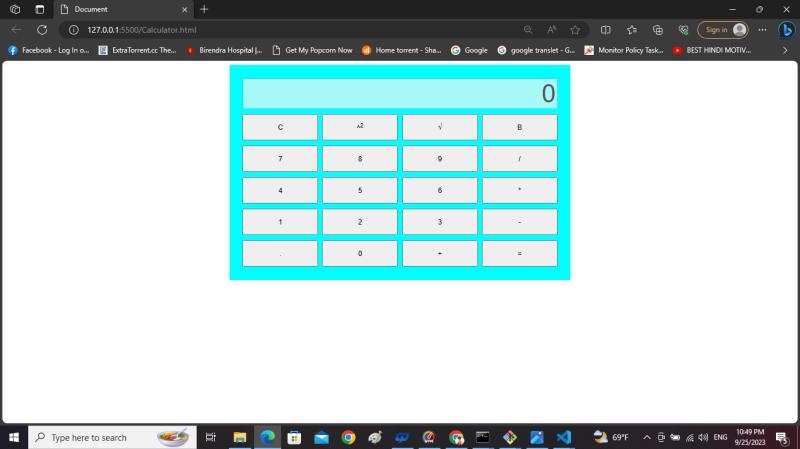 Document
127.0.0.1:5500/Calculator.html
Sign in
Facebook - Log In o...
ExtraTorrent.cc The...
Birendra Hospital |...
Get My Popcorn Now
Home torrent - Sha...
Google
google translet - G...
Monitor Policy Task...
BEST HINDI MOTIV...
0
C ^2 √ B
7 8 9 /
4 5 6 *
1 2 3 -
. 0 + =
Type here to search
69°F
ENG
10:49 PM
9/25/2023